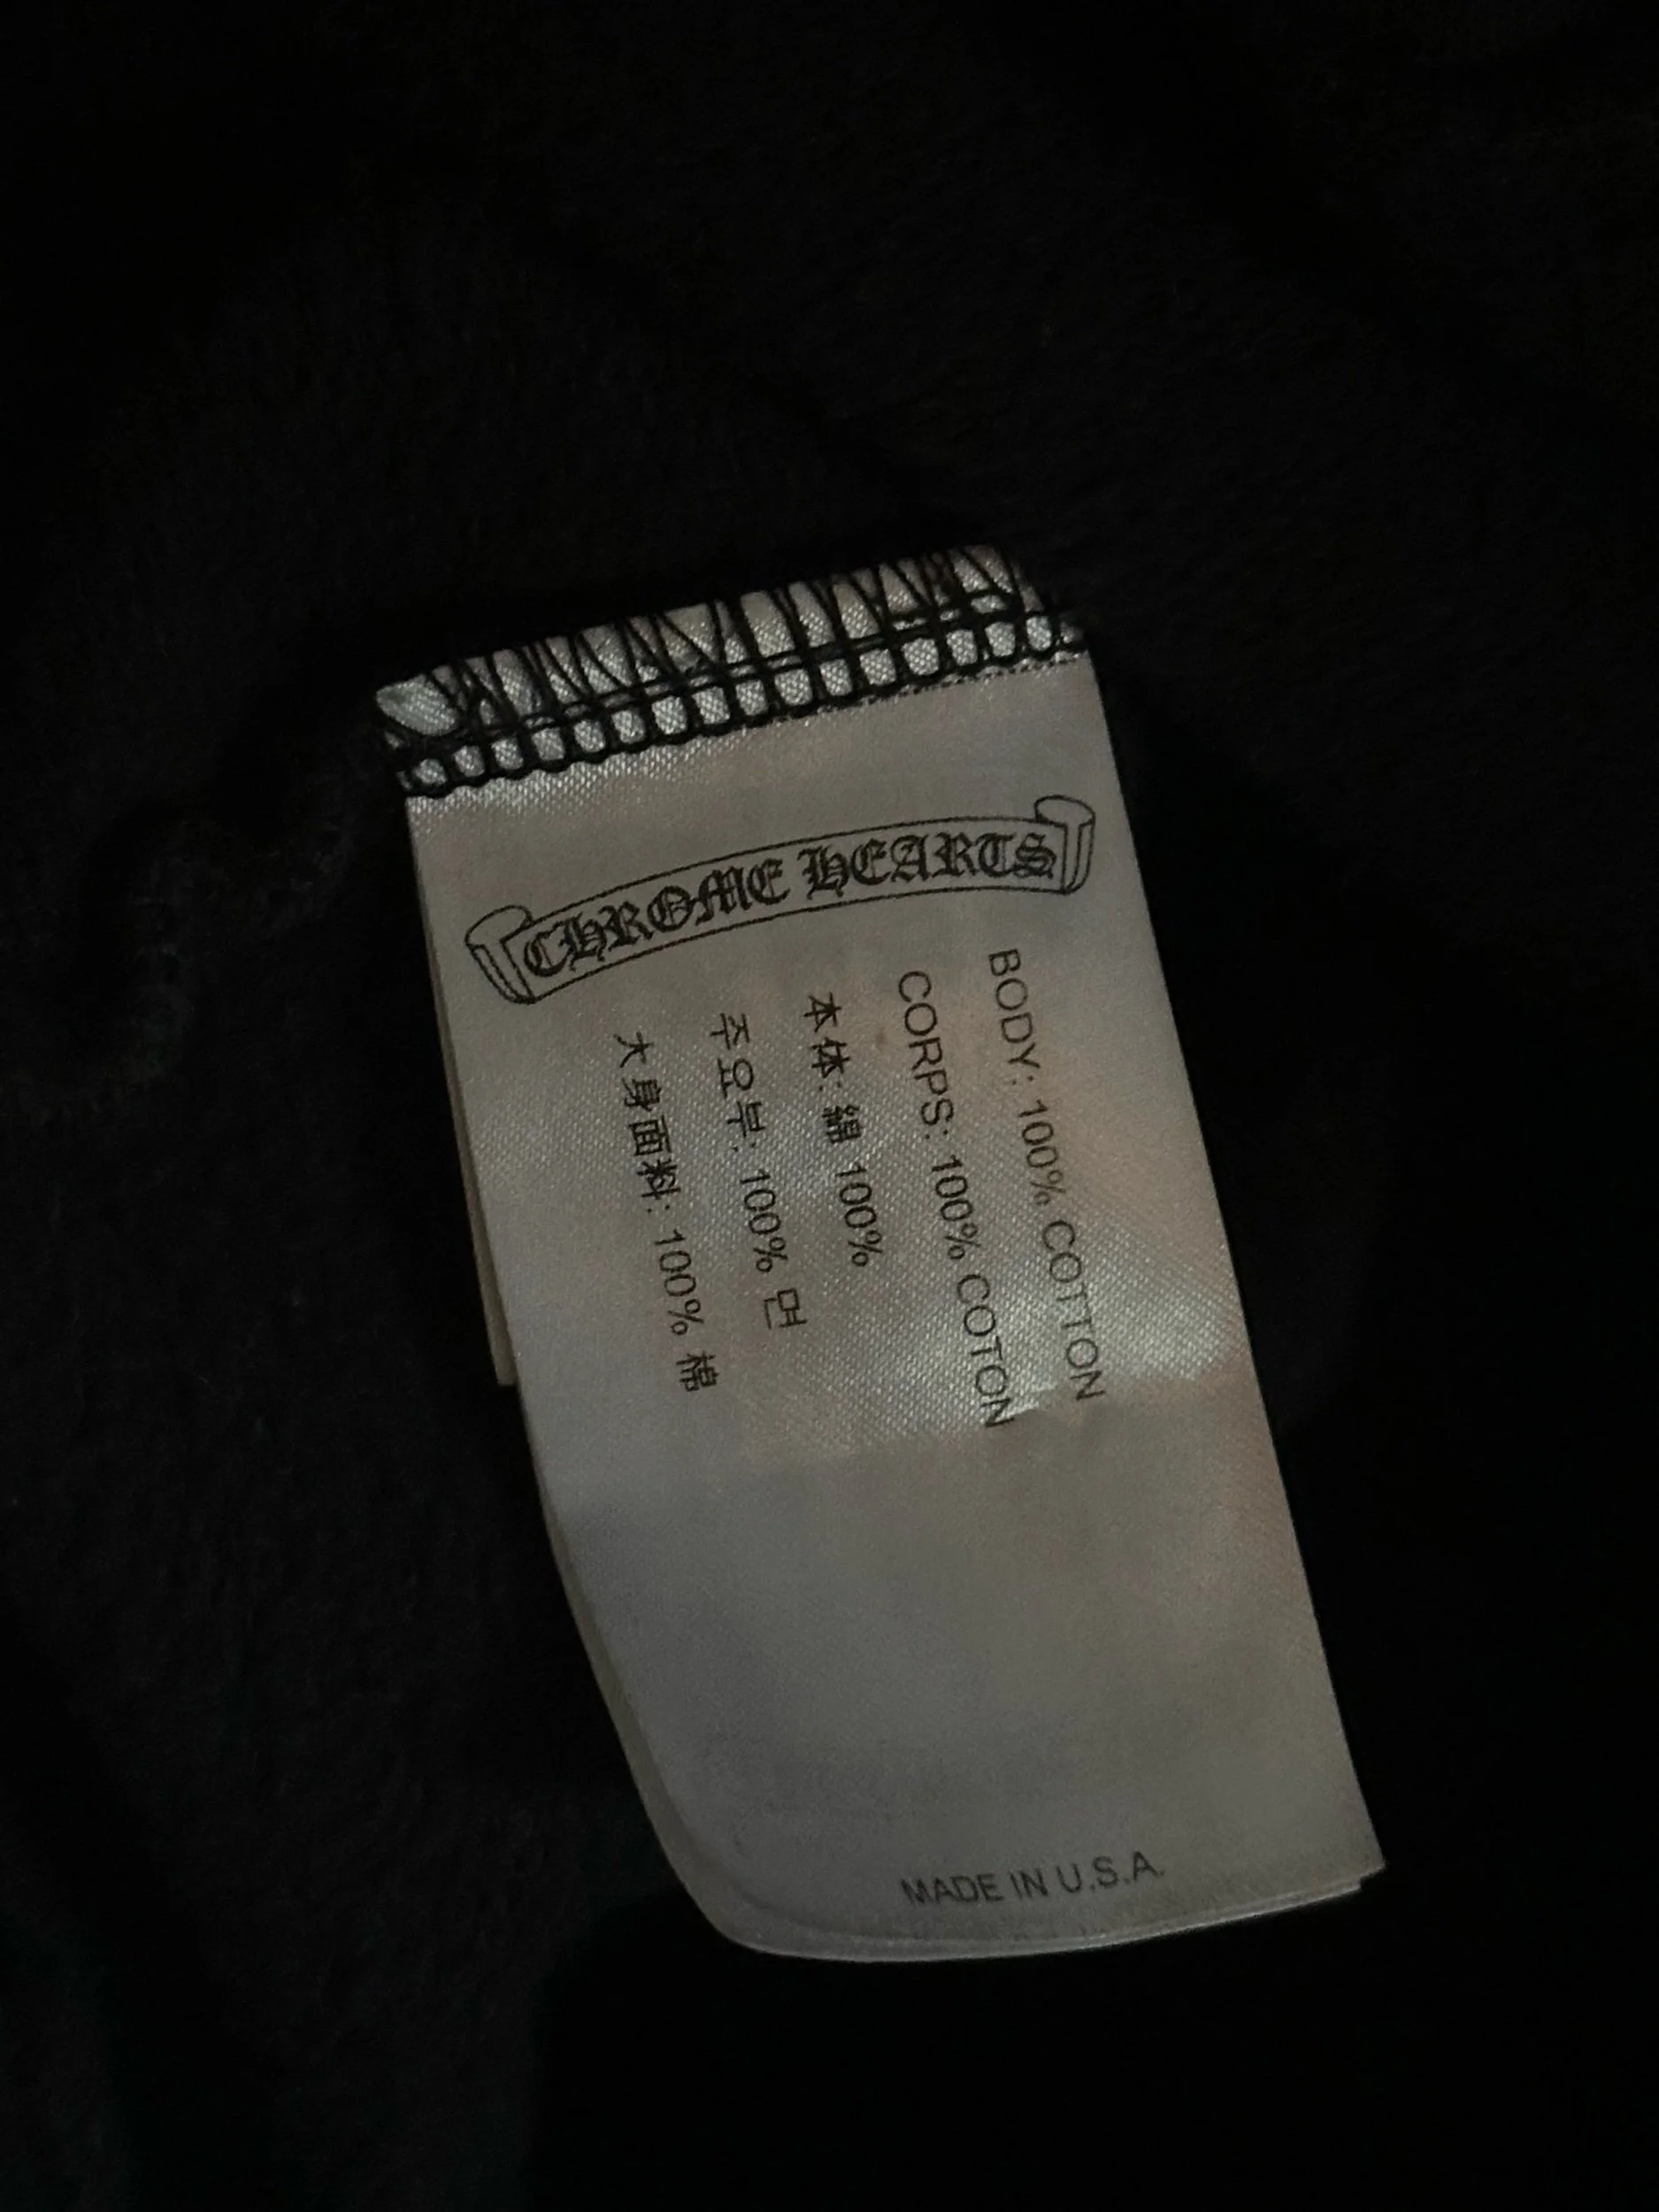 CHROME HEARTS
BODY: 100% COTTON
CORPS: 100% COTON
本体: 綿 100%
주요부: 100% 면
大身面料: 100% 棉
MADE IN U.S.A.